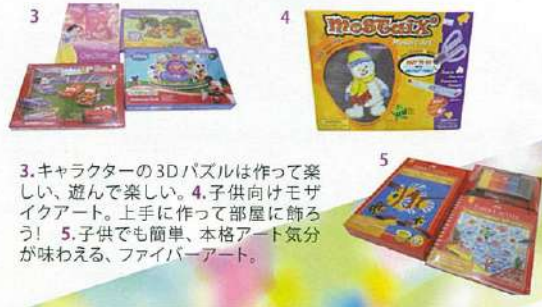 3
4
mosaaix
5
3.キャラクターの3Dパズルは作って楽
しい、遊んで楽しい。4.子供向けモザ
イクアート。上手に作って部屋に飾ろ
う! 5.子供でも簡単、本格アート気分
が味わえる、ファイバーアート。